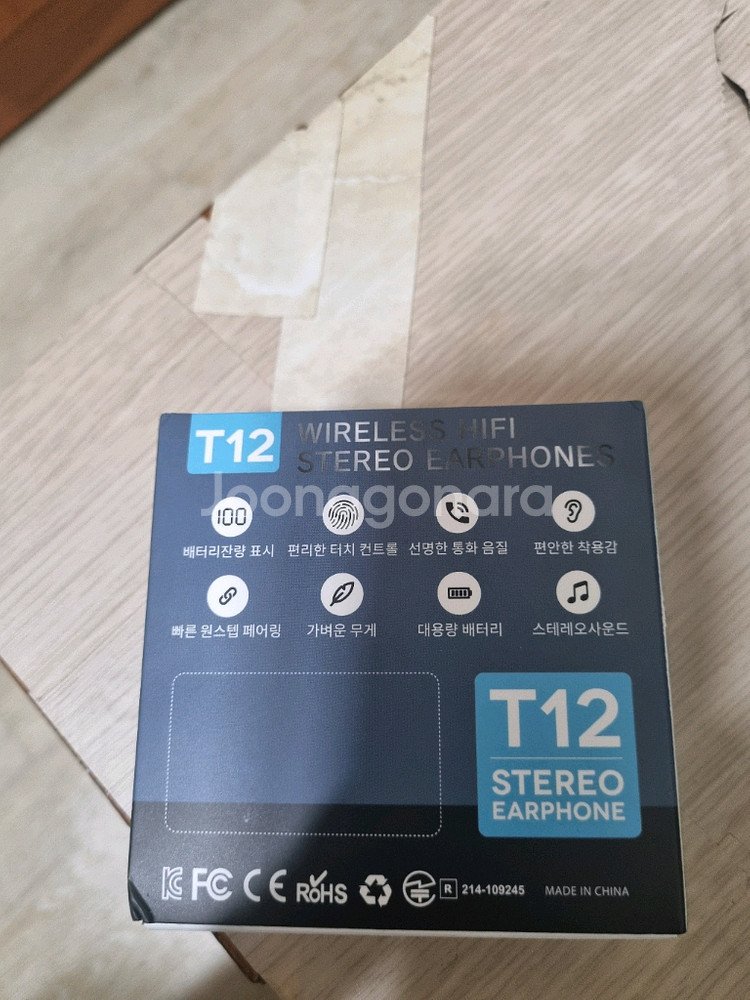 T12
WIRELESS HIFI
STEREO EARPHONES
Joonggonara
100
배터리잔량 표시 편리한 터치 컨트롤 선명한 통화 음질 편안한 착용감
빠른 원스텝 페어링 가벼운 무게 대용량 배터리 스테레오사운드
T12
STEREO
EARPHONE
KC FC CE RoHS R 214-109245 MADE IN CHINA